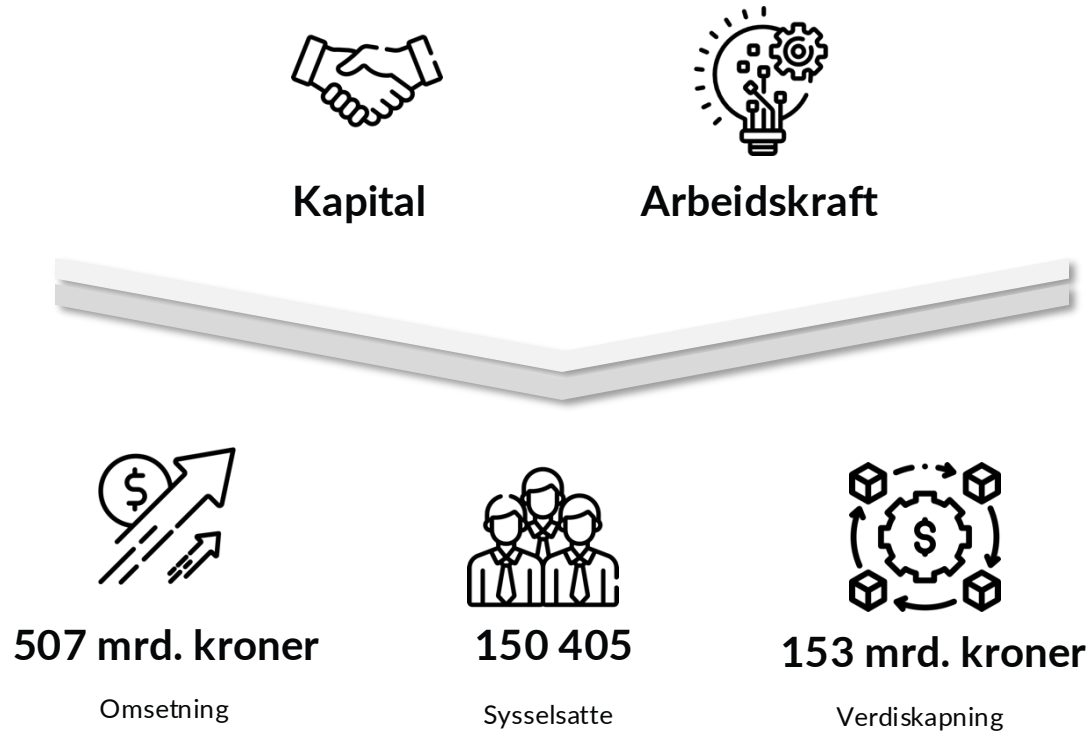 Kapital
Arbeidskraft
507 mrd. kroner
150 405
153 mrd. kroner
Omsetning
Sysselsatte
Verdiskapning